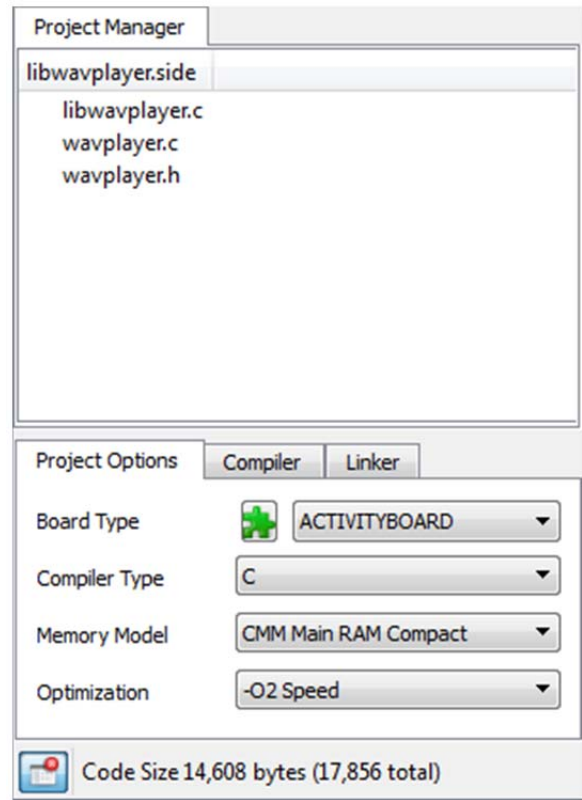 Project Manager
libwavplayer.side
libwavplayer.c
wavplayer.c
wavplayer.h
Project Options Compiler Linker
Board Type ACTIVITYBOARD
Compiler Type C
Memory Model CMM Main RAM Compact
Optimization -O2 Speed
Code Size 14,608 bytes (17,856 total)